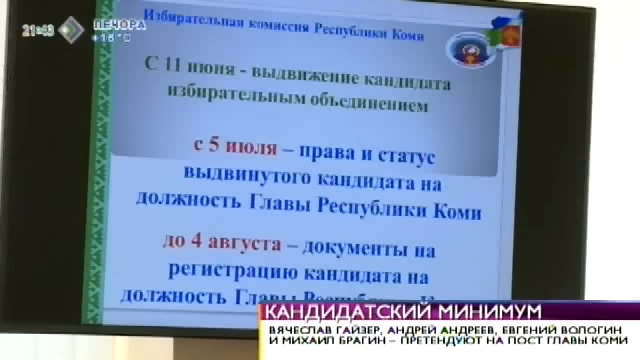 21:43
ПЕЧОРА
+16°C
Избирательная комиссия Республики Коми
С 11 июня - выдвижение кандидата
избирательным объединением
с 5 июля – права и статус
выдвинутого кандидата на
должность Главы Республики Коми
до 4 августа – документы на
регистрацию кандидата на
должность Главы
КАНДИДАТСКИЙ МИНИМУМ
ВЯЧЕСЛАВ ГАЙЗЕР, АНДРЕЙ АНДРЕЕВ, ЕВГЕНИЙ ВОЛОГИН
И МИХАИЛ БРАГИН – ПРЕТЕНДУЮТ НА ПОСТ ГЛАВЫ КОМИ